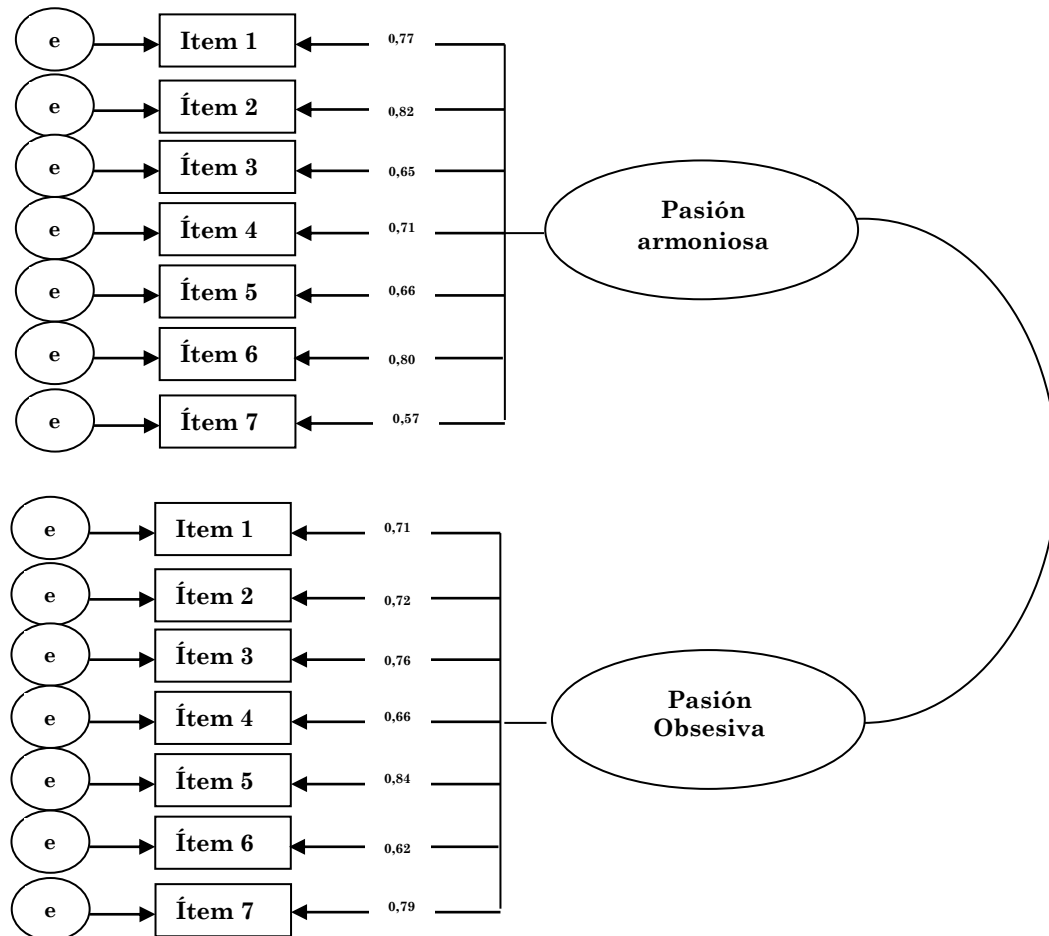 e Item 1 0,77
e Ítem 2 0,82
e Ítem 3 0,65
e Ítem 4 0,71
e Ítem 5 0,66
e Ítem 6 0,80
e Ítem 7 0,57
Pasión
armoniosa
e Item 1 0,71
e Ítem 2 0,72
e Ítem 3 0,76
e Ítem 4 0,66
e Ítem 5 0,84
e Ítem 6 0,62
e Ítem 7 0,79
Pasión
Obsesiva